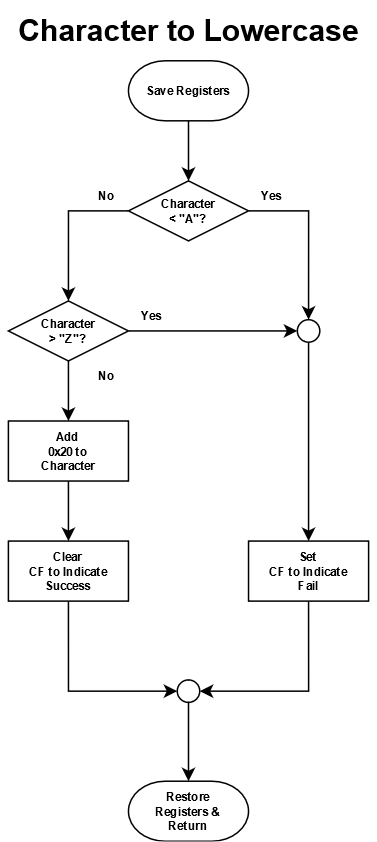 Character to Lowercase
Save Registers
No
Yes
Character
< "A"?
Character
> "Z"?
Yes
No
Add
0x20 to
Character
Clear
CF to Indicate
Success
Set
CF to Indicate
Fail
Restore
Registers &
Return